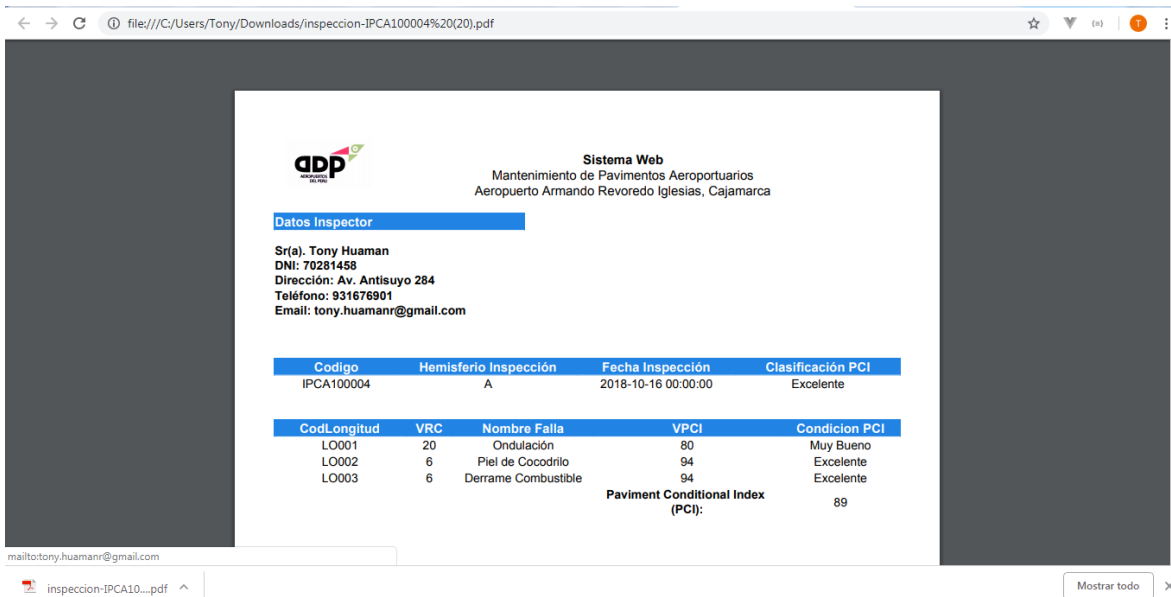 file:///C:/Users/Tony/Downloads/inspeccion-IPCA100004%20(20).pdf
T
adp
AEROPUERTOS
DEL PERU
Sistema Web
Mantenimiento de Pavimentos Aeroportuarios
Aeropuerto Armando Revoredo Iglesias, Cajamarca
Datos Inspector
Sr(a). Tony Huaman
DNI: 70281458
Dirección: Av. Antisuyo 284
Teléfono: 931676901
Email: tony.huamanr@gmail.com
Codigo Hemisferio Inspección Fecha Inspección Clasificación PCI
IPCA100004 A 2018-10-16 00:00:00 Excelente
CodLongitud VRC Nombre Falla VPCI Condicion PCI
LO001 20 Ondulación 80 Muy Bueno
LO002 6 Piel de Cocodrilo 94 Excelente
LO003 6 Derrame Combustible 94 Excelente
Paviment Conditional Index
(PCI): 89
mailto:tony.huamanr@gmail.com
inspeccion-IPCA10....pdf Mostrar todo